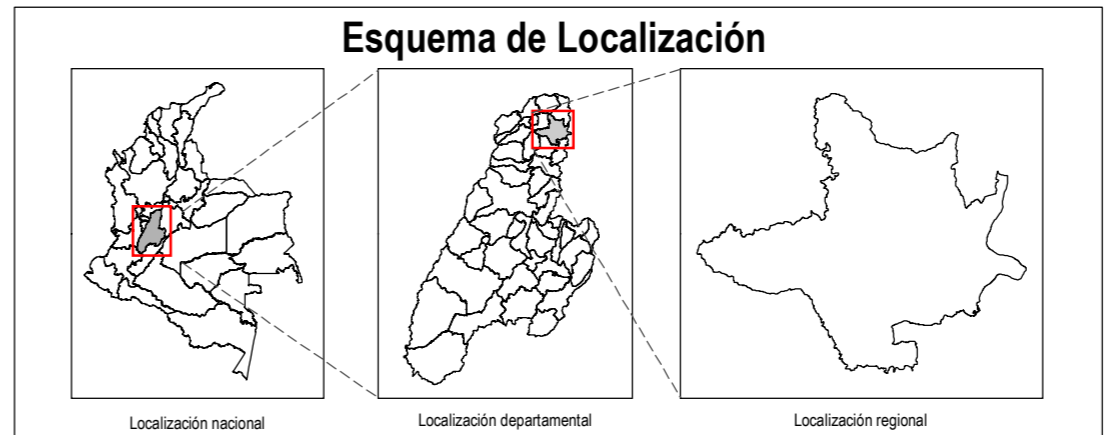 Esquema de Localización
Localización nacional
Localización departamental
Localización regional